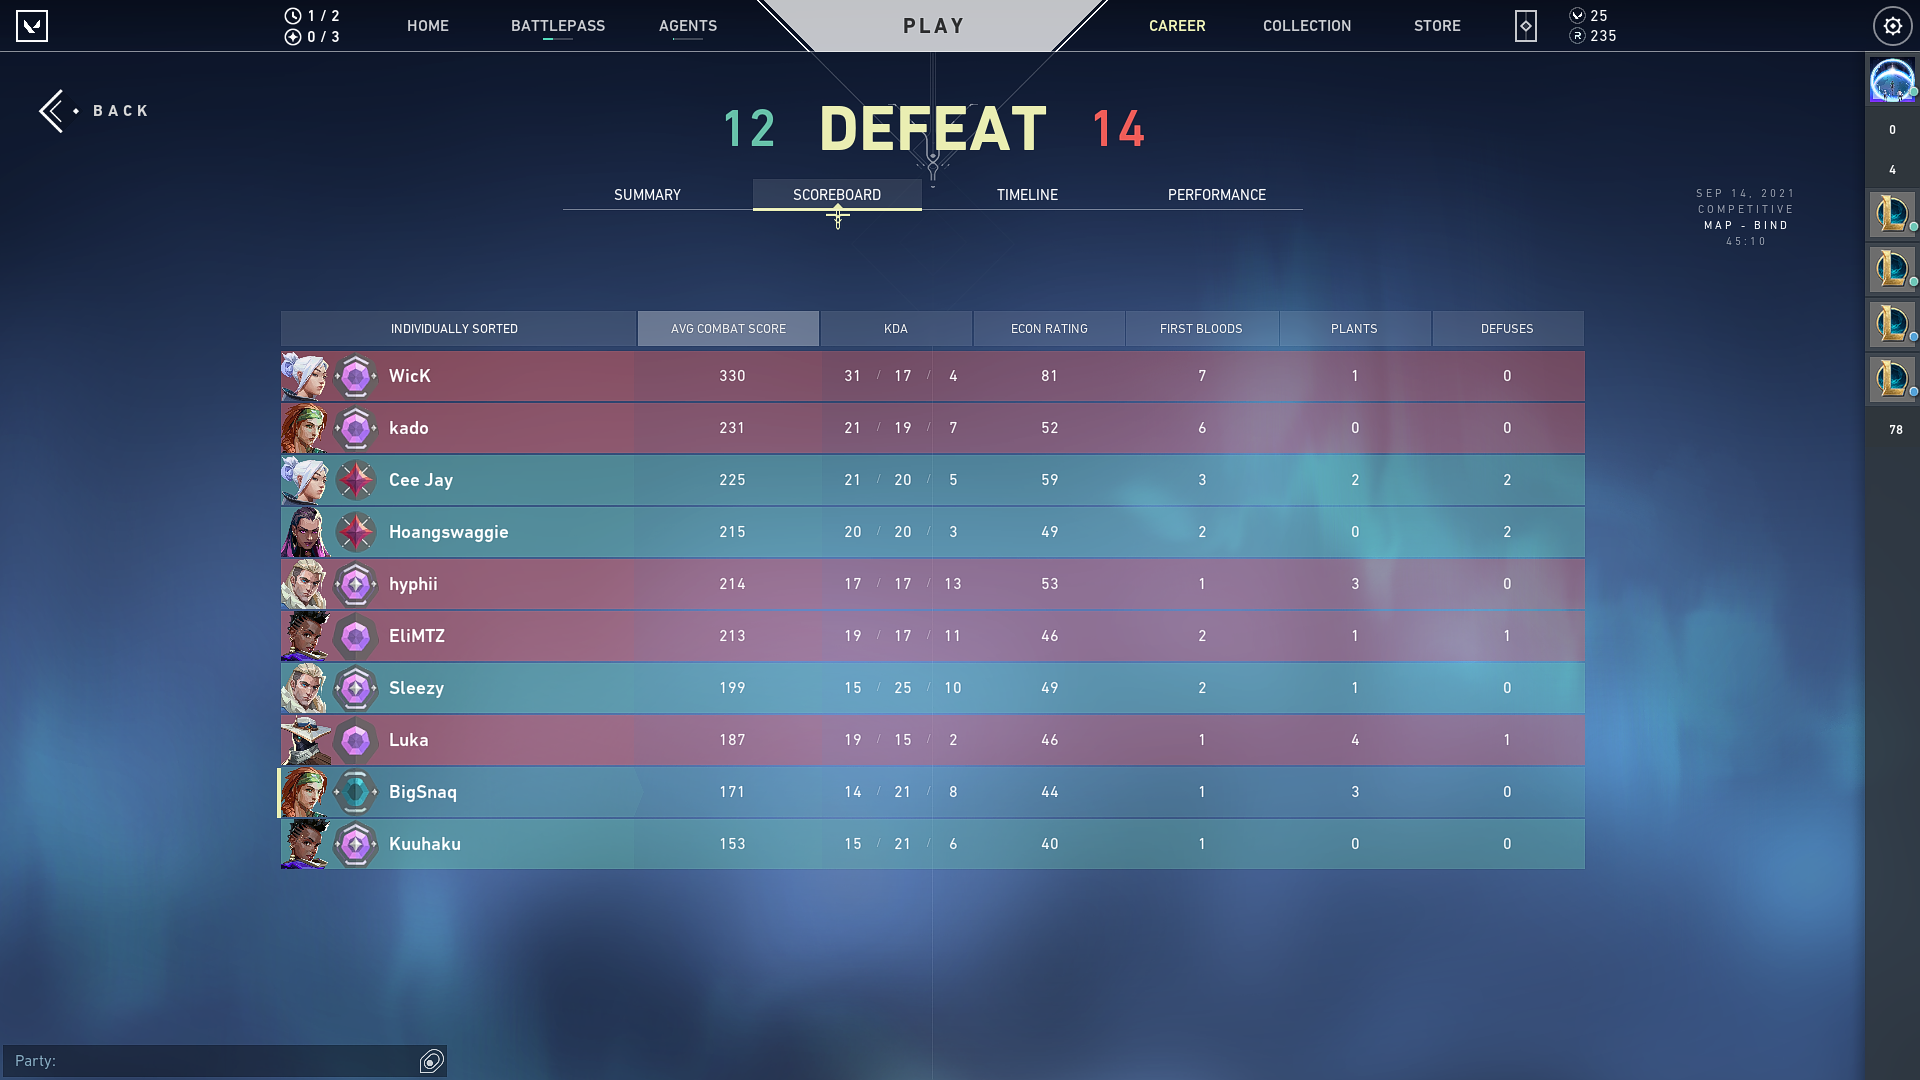 1 / 2
0 / 3
HOME
BATTLEPASS
AGENTS
PLAY
CAREER
COLLECTION
STORE
25
235
BACK
12 DEFEAT 14
SUMMARY SCOREBOARD TIMELINE PERFORMANCE
SEP 14, 2021
COMPETITIVE
MAP - BIND
45:10
0
4
78
INDIVIDUALLY SORTED AVG COMBAT SCORE KDA ECON RATING FIRST BLOODS PLANTS DEFUSES
WicK 330 31 / 17 / 4 81 7 1 0
kado 231 21 / 19 / 7 52 6 0 0
Cee Jay 225 21 / 20 / 5 59 3 2 2
Hoangswaggie 215 20 / 20 / 3 49 2 0 2
hyphii 214 17 / 17 / 13 53 1 3 0
EliMTZ 213 19 / 17 / 11 46 2 1 1
Sleezy 199 15 / 25 / 10 49 2 1 0
Luka 187 19 / 15 / 2 46 1 4 1
BigSnaq 171 14 / 21 / 8 44 1 3 0
Kuuhaku 153 15 / 21 / 6 40 1 0 0
Party: